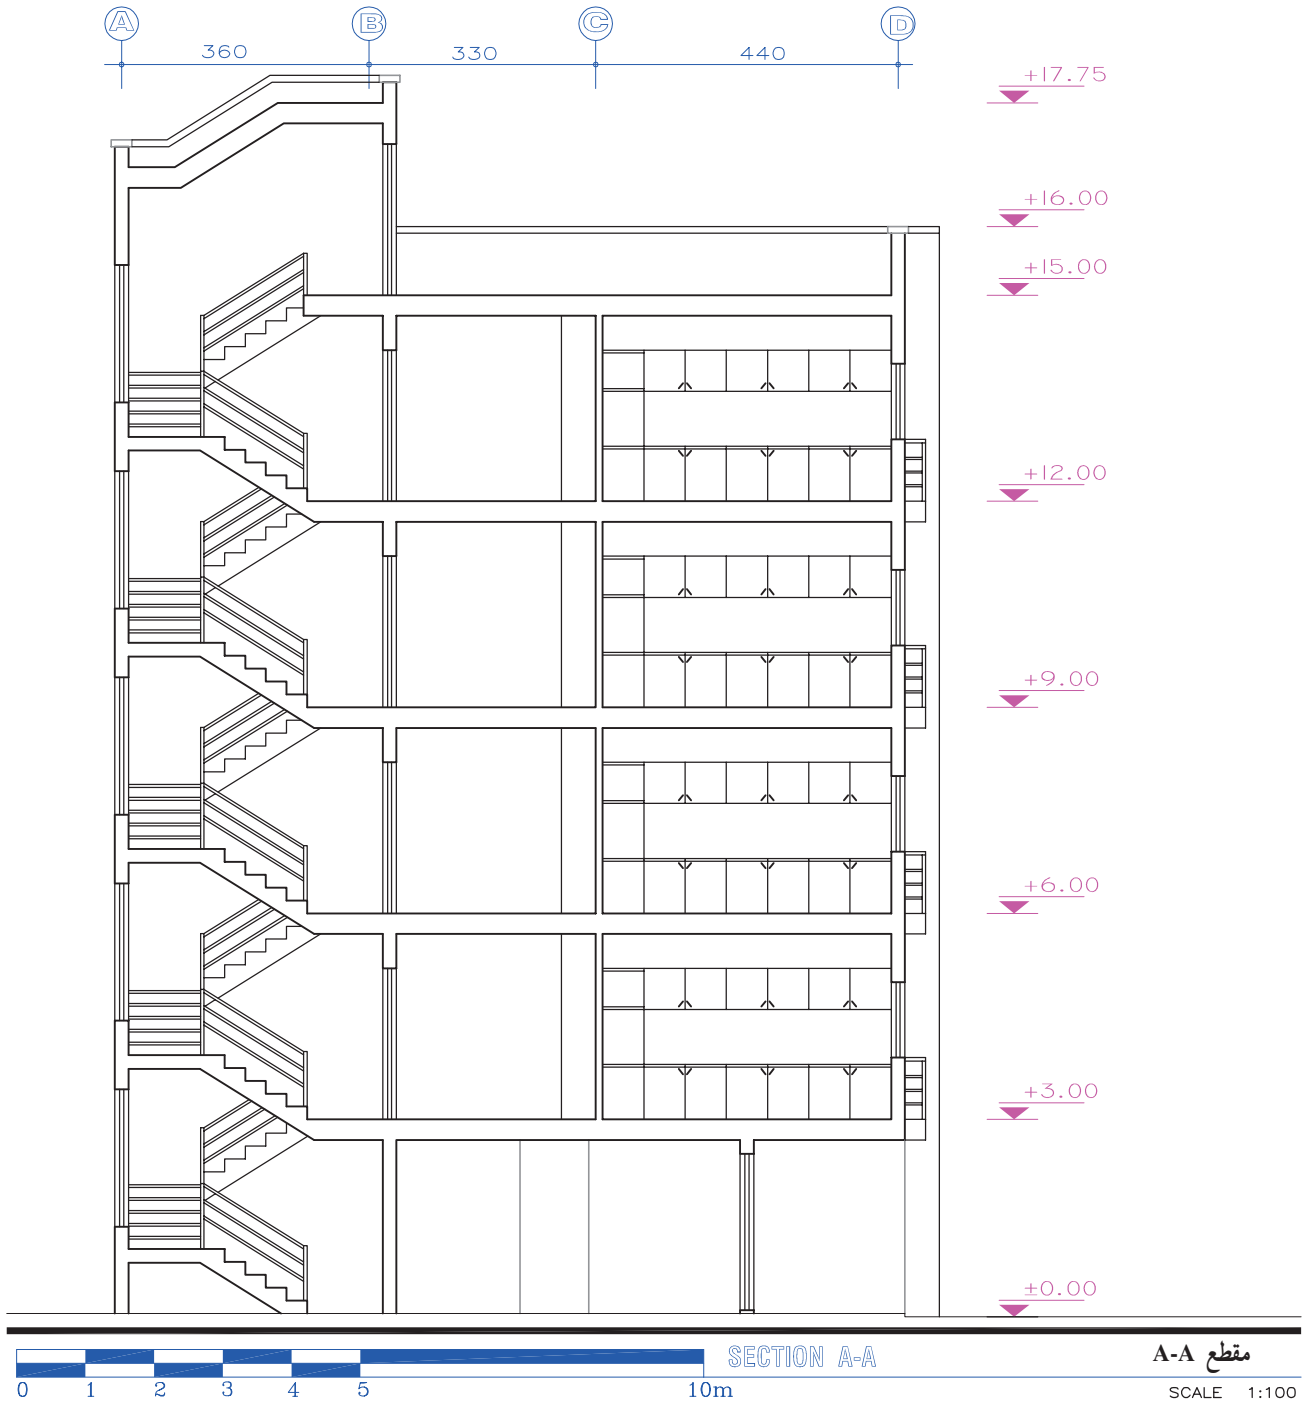 A B C D
360 330 440
+17.75
+16.00
+15.00
+12.00
+9.00
+6.00
+3.00
±0.00
SECTION A-A
مقطع A-A
0 1 2 3 4 5 10m
SCALE 1:100